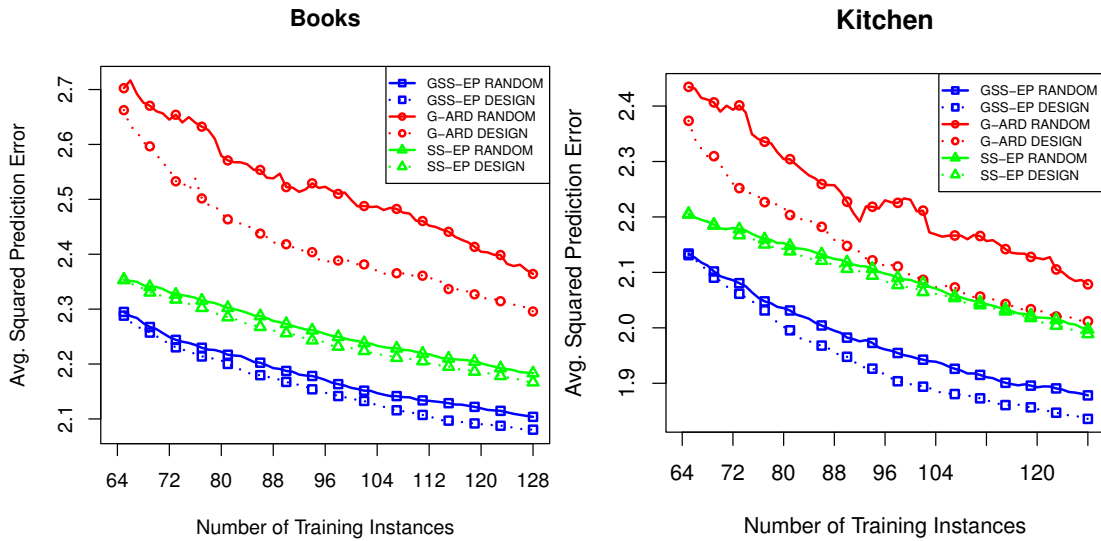 Books
Avg. Squared Prediction Error
2.7
2.6
2.5
2.4
2.3
2.2
2.1
GSS−EP RANDOM
GSS−EP DESIGN
G−ARD RANDOM
G−ARD DESIGN
SS−EP RANDOM
SS−EP DESIGN
64 72 81 88 96 104 112 120 128
Number of Training Instances
Kitchen
Avg. Squared Prediction Error
2.4
2.3
2.2
2.1
2.0
1.9
GSS−EP RANDOM
GSS−EP DESIGN
G−ARD RANDOM
G−ARD DESIGN
SS−EP RANDOM
SS−EP DESIGN
64 72 81 88 96 104 120
Number of Training Instances